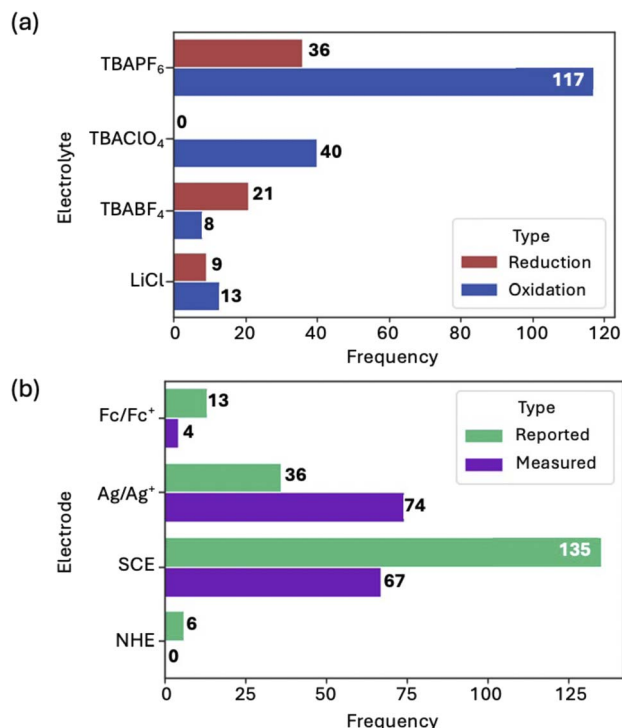 (a)
TBAPF₆
36
117
TBAClO₄
0
40
TBABF₄
21
8
LiCl
9
13
Electrolyte
Type
Reduction
Oxidation
0 20 40 60 80 100 120
Frequency
(b)
Fc/Fc⁺
13
4
Ag/Ag⁺
36
74
SCE
135
67
NHE
6
0
Electrode
Type
Reported
Measured
0 25 50 75 100 125
Frequency